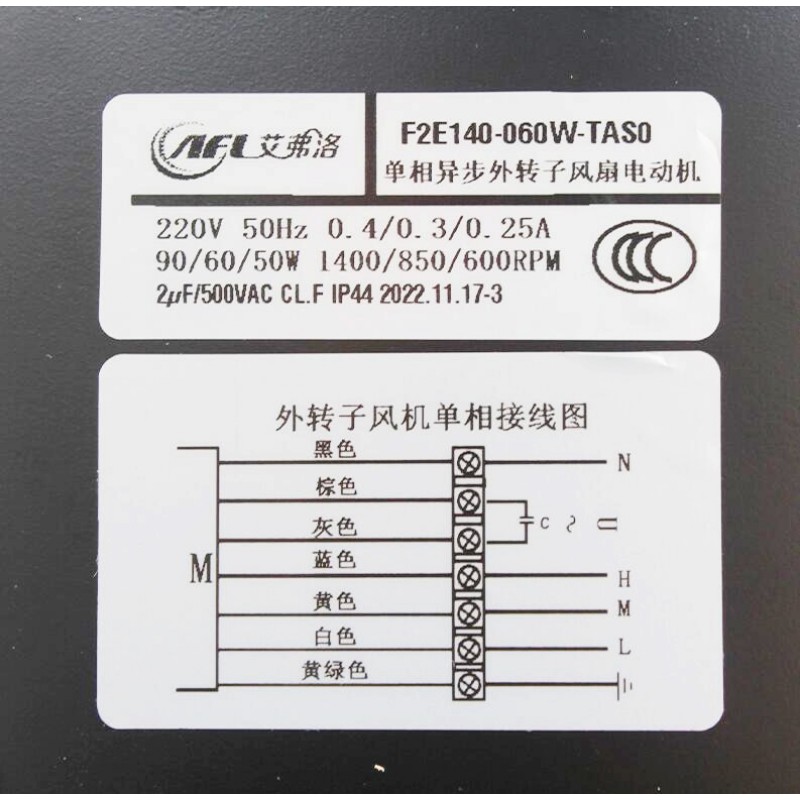 AFL 艾弗洛
F2E140-060W-TAS0
单相异步外转子风扇电动机
220V 50Hz 0.4/0.3/0.25A
90/60/50W 1400/850/600RPM
2μF/500VAC CL.F IP44 2022.11.17-3
CCC
外转子风机单相接线图
黑色 N
棕色
C ~ U
灰色
M
蓝色 H
黄色 M
白色 L
黄绿色